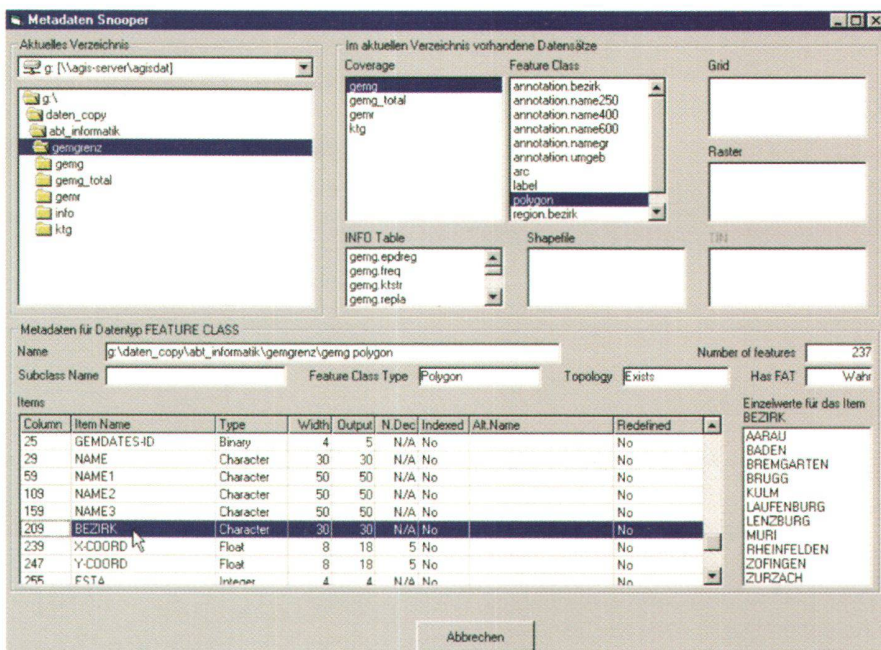 Metadaten Snooper
Aktuelles Verzeichnis
g: [\\agis-server\agisdat]
g:\
daten_copy
abt_informatik
gemgrenz
gemg
gemg_total
gemr
info
ktg
Im aktuellen Verzeichnis vorhandene Datensätze
Coverage
gemg
gemg_total
gemr
ktg
Feature Class
annotation.bezirk
annotation.name250
annotation.name400
annotation.name600
annotation.namegr
annotation.umgeb
arc
label
polygon
region.bezirk
Grid
Raster
INFO Table
gemg.epdreg
gemg.freq
gemg.ktstr
gemg.repla
Shapefile
TIN
Metadaten für Datentyp FEATURE CLASS
Name g:\daten_copy\abt_informatik\gemgrenz\gemg polygon Number of features 237
Subclass Name Feature Class Type Polygon Topology Exists Has FAT Wahr
Items
Column Item Name Type Width Output N.Dec Indexed Alt.Name Redefined
25 GEMDATES-ID Binary 4 5 N/A No No
29 NAME Character 30 30 N/A No No
59 NAME1 Character 50 50 N/A No No
109 NAME2 Character 50 50 N/A No No
159 NAME3 Character 50 50 N/A No No
209 BEZIRK Character 30 30 N/A No No
239 X-COORD Float 8 18 5 No No
247 Y-COORD Float 8 18 5 No No
255 ESTA Integer 4 4 N/A No No
Einzelwerte für das Item
BEZIRK
AARAU
BADEN
BREMGARTEN
BRUGG
KULM
LAUFENBURG
LENZBURG
MURI
RHEINFELDEN
ZOFINGEN
ZURZACH
Abbrechen